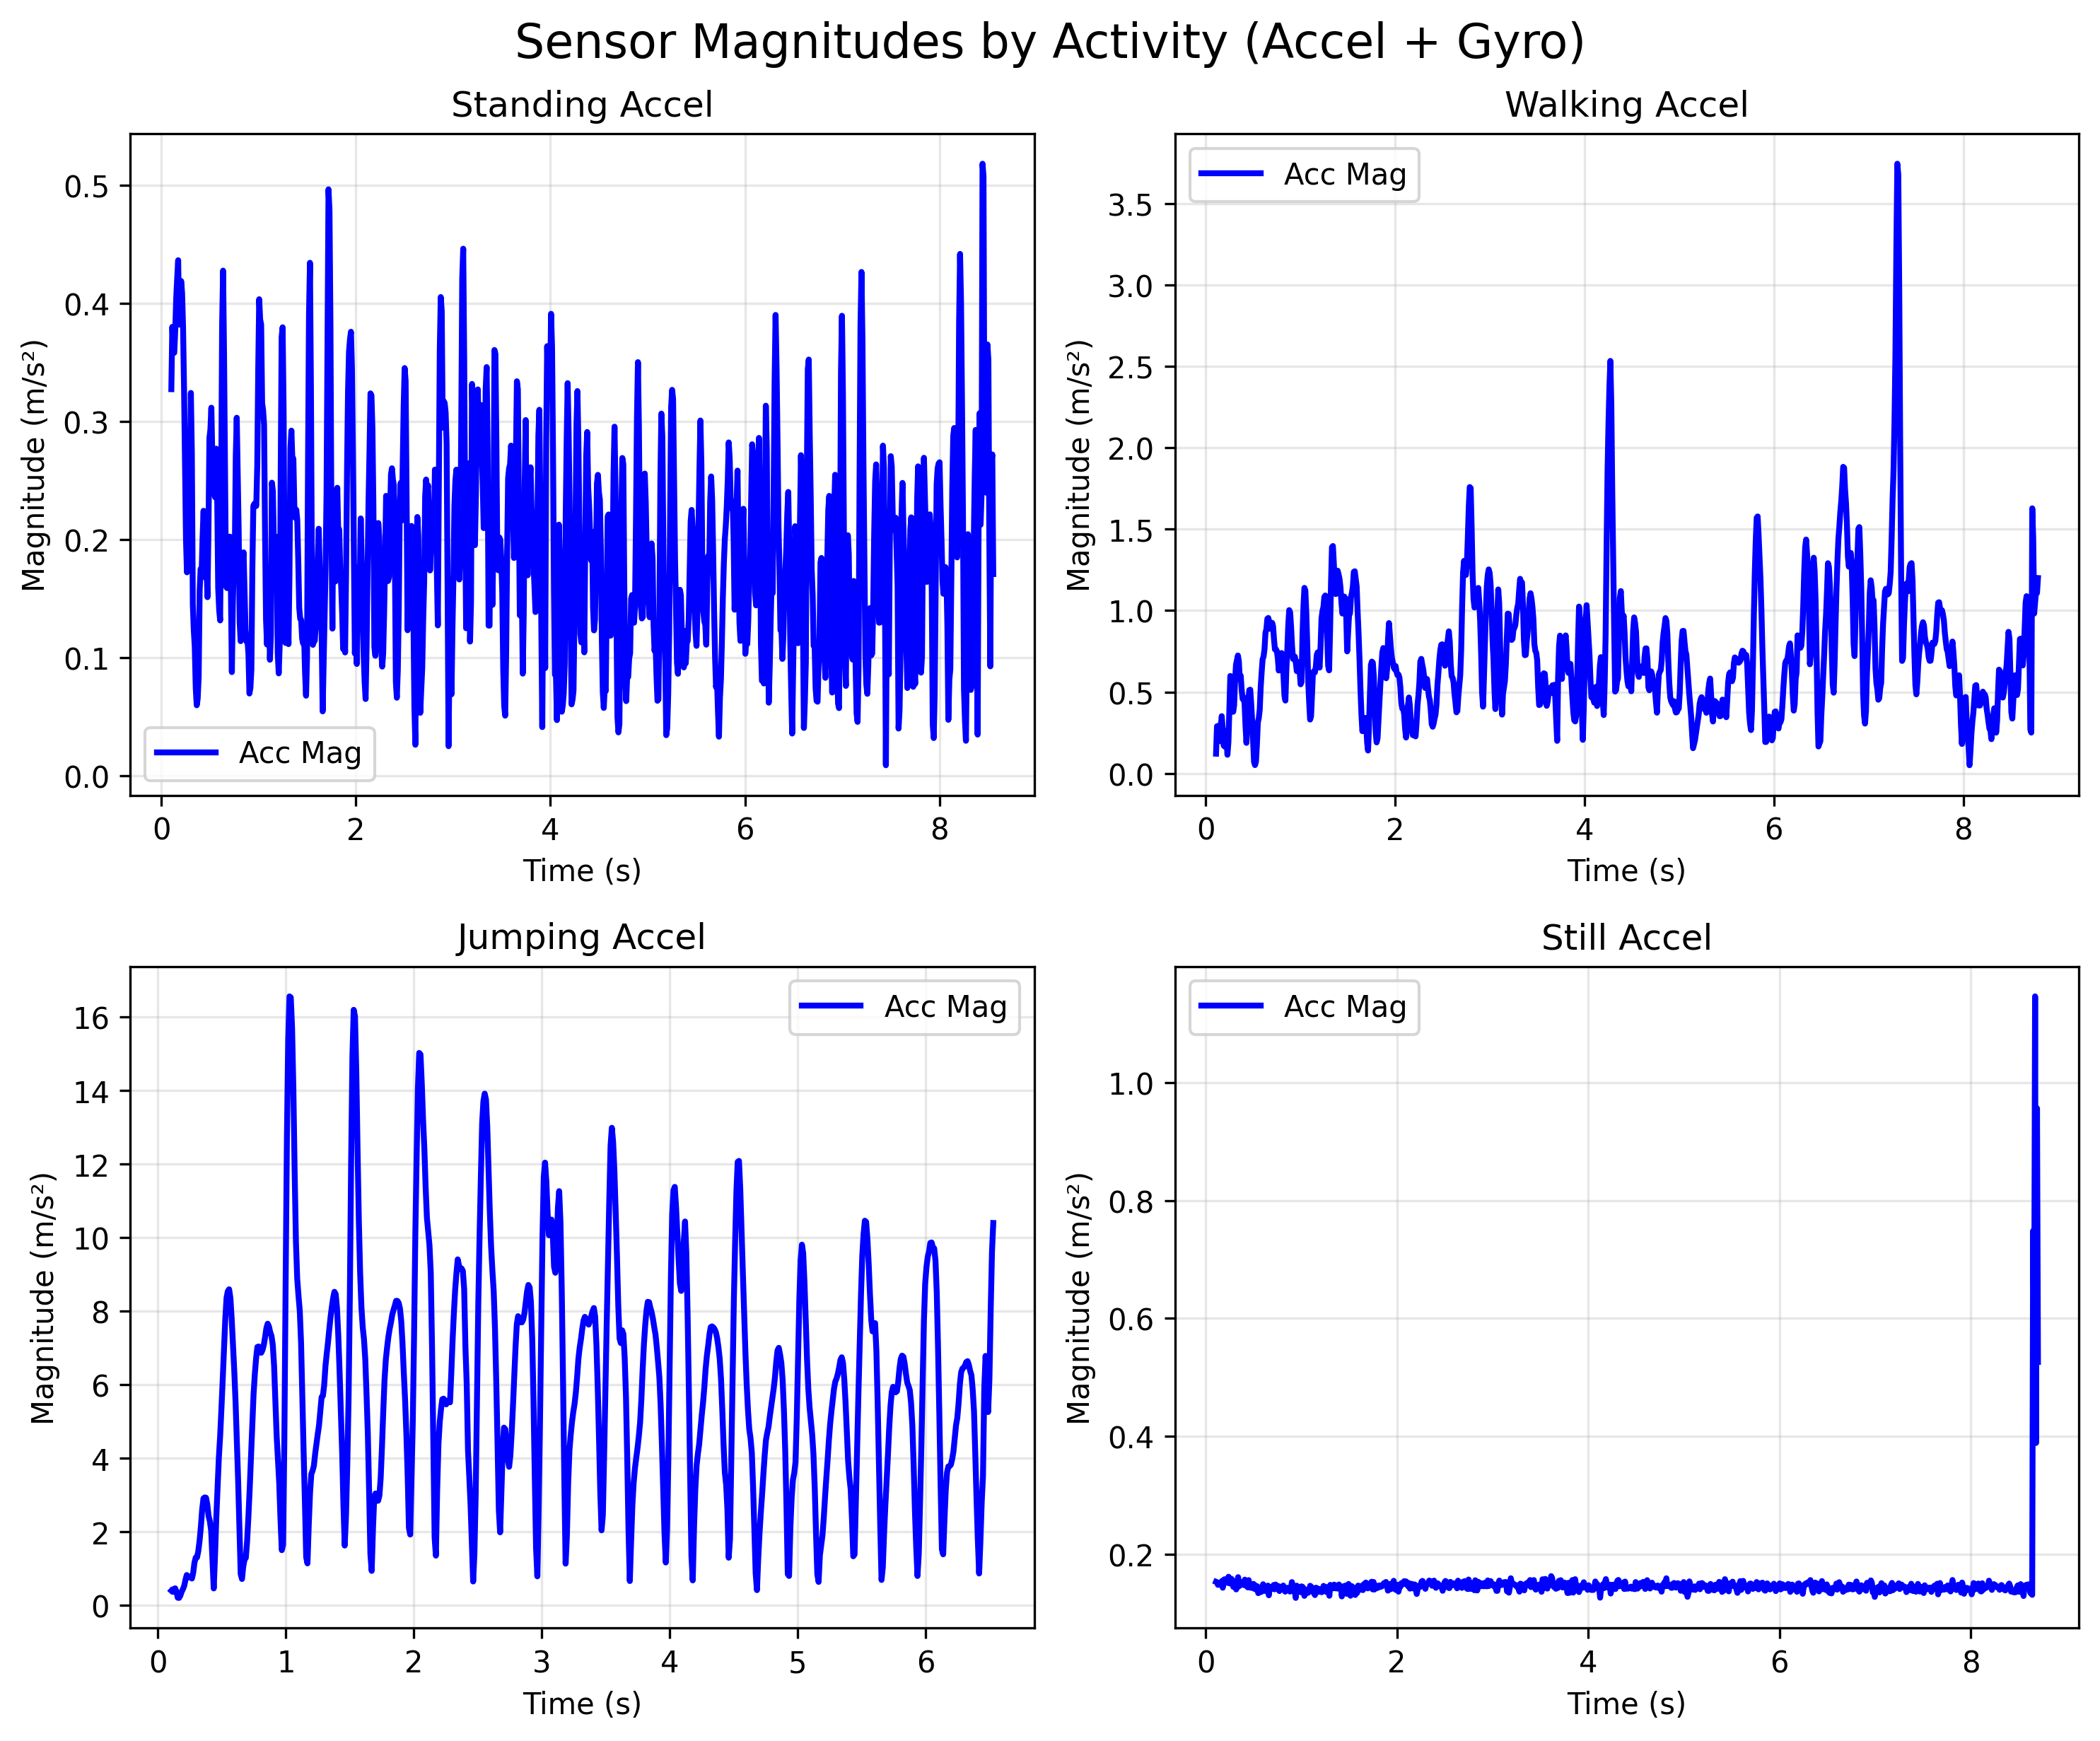 Sensor Magnitudes by Activity (Accel + Gyro)
Standing Accel
Magnitude (m/s²)
0.5
0.4
0.3
0.2
0.1
0.0
Acc Mag
0 2 4 6 8
Time (s)
Walking Accel
Magnitude (m/s²)
Acc Mag
3.5
3.0
2.5
2.0
1.5
1.0
0.5
0.0
0 2 4 6 8
Time (s)
Jumping Accel
Magnitude (m/s²)
Acc Mag
16
14
12
10
8
6
4
2
0
0 1 2 3 4 5 6
Time (s)
Still Accel
Magnitude (m/s²)
Acc Mag
1.0
0.8
0.6
0.4
0.2
0 2 4 6 8
Time (s)